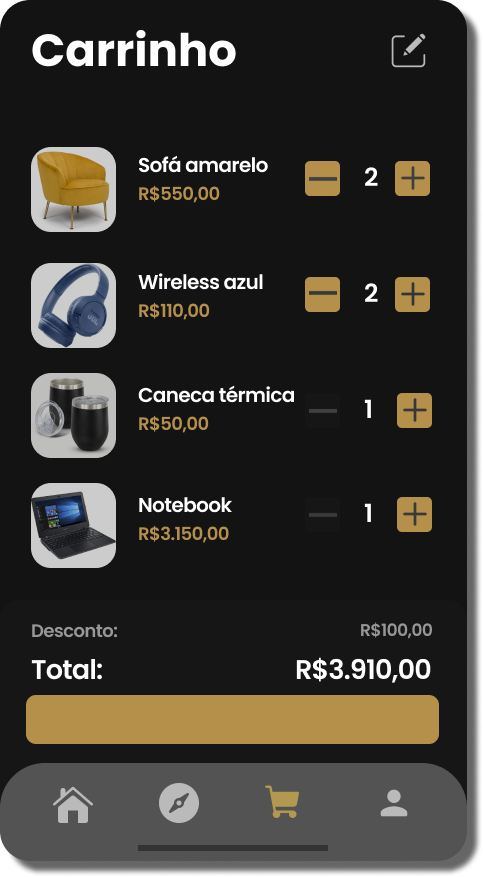 Carrinho
Sofá amarelo
R$550,00
2
Wireless azul
R$110,00
2
Caneca térmica
R$50,00
1
Notebook
R$3.150,00
1
Desconto:
R$100,00
Total:
R$3.910,00